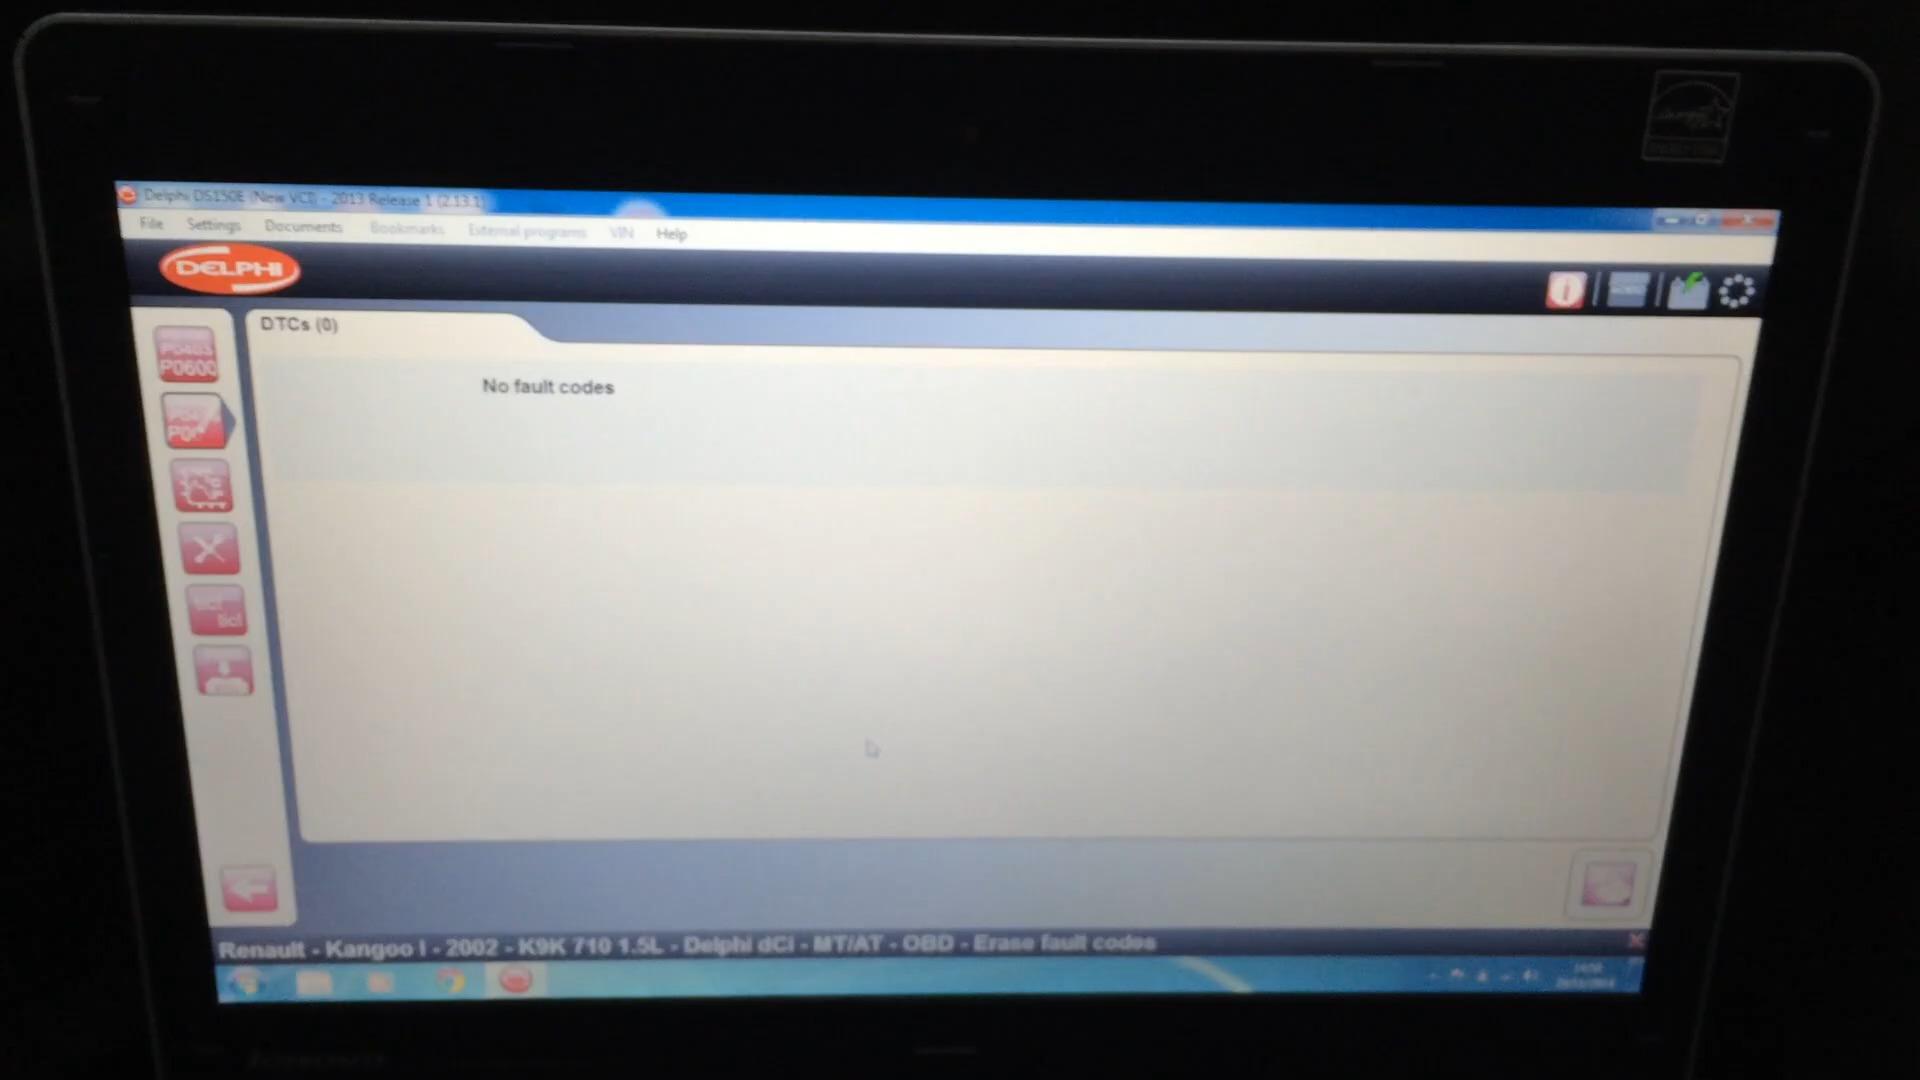 Delphi DS150E (New VCI) - 2013 Release 1 (2.13.1)
File Settings Documents Bookmarks External programs VIN Help
DELPHI
DTCs (0)
P0600
No fault codes
Renault - Kangoo I - 2002 - K9K 710 1.5L - Delphi dCi - MT/AT - OBD - Erase fault codes